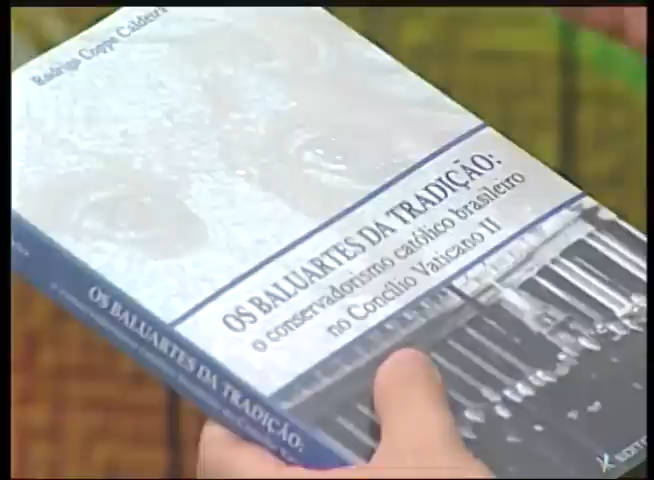 Rodrigo Coppe Caldeira
OS BALUARTES DA TRADIÇÃO:
o conservadorismo católico brasileiro
no Concílio Vaticano II
OS BALUARTES DA TRADIÇÃO: